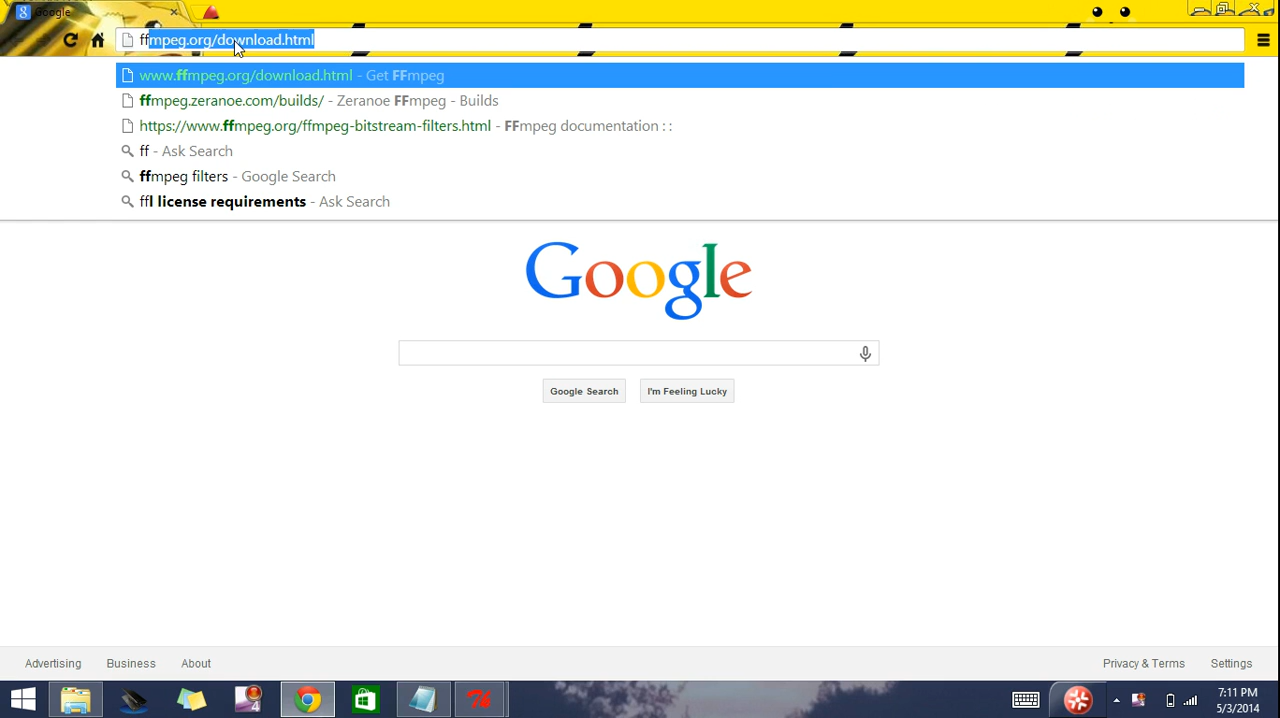 Google
ffmpeg.org/download.html
www.ffmpeg.org/download.html - Get FFmpeg
ffmpeg.zeranoe.com/builds/ - Zeranoe FFmpeg - Builds
https://www.ffmpeg.org/ffmpeg-bitstream-filters.html - FFmpeg documentation : :
ff - Ask Search
ffmpeg filters - Google Search
ffl license requirements - Ask Search
Google
Google Search I'm Feeling Lucky
Advertising Business About Privacy & Terms Settings
7:11 PM
5/3/2014